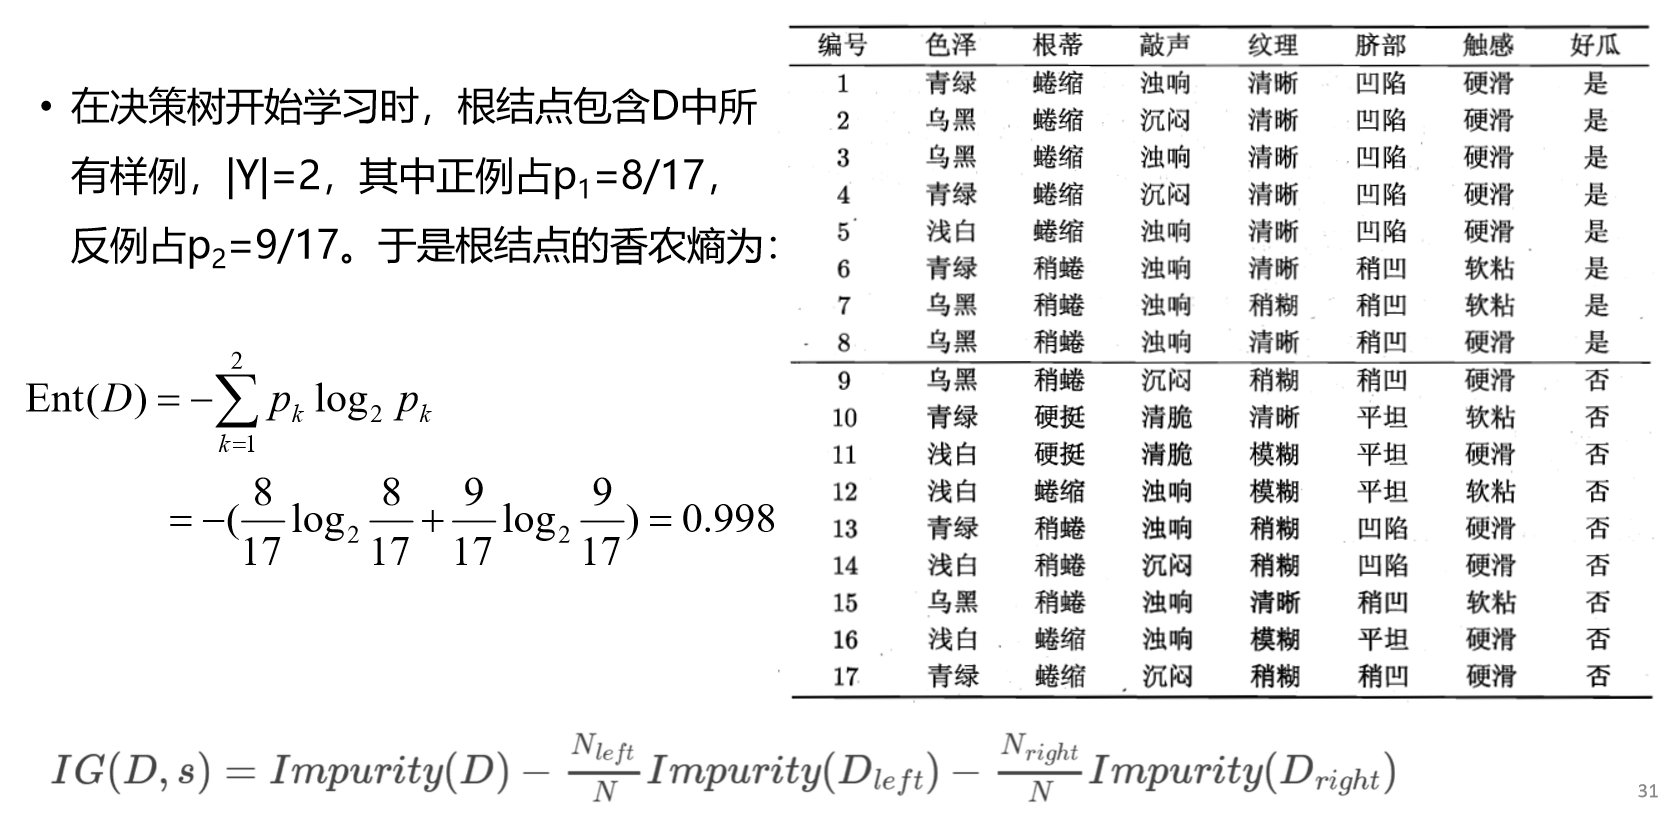 • 在决策树开始学习时，根结点包含D中所
有样例，|Y|=2，其中正例占p₁=8/17，
反例占p₂=9/17。于是根结点的香农熵为：
Ent(D) = −∑_{k=1}^{2} pₖ log₂ pₖ
= −(8/17 log₂ 8/17 + 9/17 log₂ 9/17) = 0.998
编号 色泽 根蒂 敲声 纹理 脐部 触感 好瓜
1 青绿 蜷缩 浊响 清晰 凹陷 硬滑 是
2 乌黑 蜷缩 沉闷 清晰 凹陷 硬滑 是
3 乌黑 蜷缩 浊响 清晰 凹陷 硬滑 是
4 青绿 蜷缩 沉闷 清晰 凹陷 硬滑 是
5 浅白 蜷缩 浊响 清晰 凹陷 硬滑 是
6 青绿 稍蜷 浊响 清晰 稍凹 软粘 是
7 乌黑 稍蜷 浊响 稍糊 稍凹 软粘 是
8 乌黑 稍蜷 浊响 清晰 稍凹 硬滑 是
9 乌黑 稍蜷 沉闷 稍糊 稍凹 硬滑 否
10 青绿 硬挺 清脆 清晰 平坦 软粘 否
11 浅白 硬挺 清脆 模糊 平坦 硬滑 否
12 浅白 蜷缩 浊响 模糊 平坦 软粘 否
13 青绿 稍蜷 浊响 稍糊 凹陷 硬滑 否
14 浅白 稍蜷 沉闷 稍糊 凹陷 硬滑 否
15 乌黑 稍蜷 浊响 清晰 稍凹 软粘 否
16 浅白 蜷缩 浊响 模糊 平坦 硬滑 否
17 青绿 蜷缩 沉闷 稍糊 稍凹 硬滑 否
IG(D, s) = Impurity(D) − N_{left}/N Impurity(D_{left}) − N_{right}/N Impurity(D_{right})
31